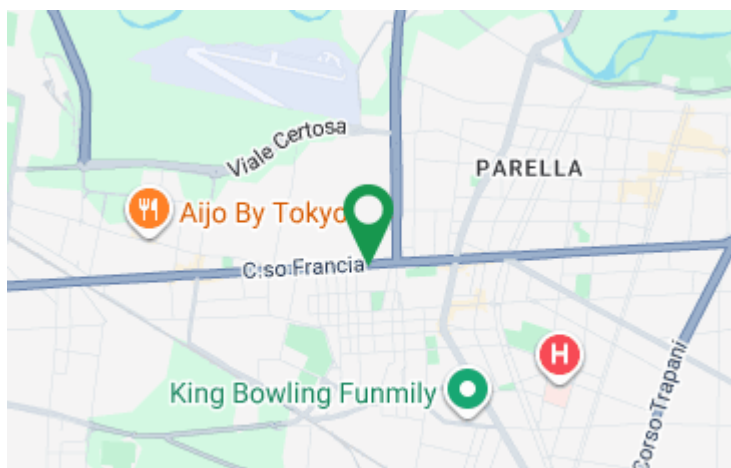 Viale Certosa
PARELLA
Aijo By Tokyo
C.so Francia
H
King Bowling Funmily
Corso Trapani